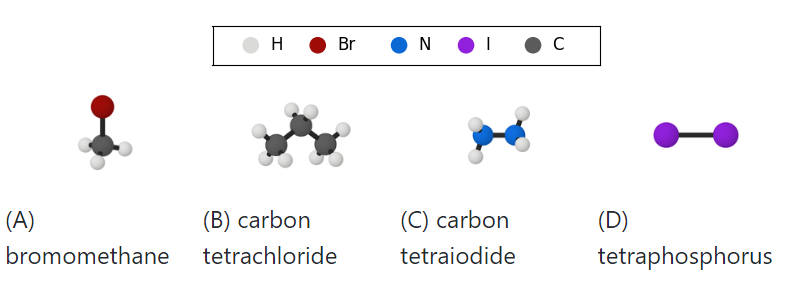 H Br N I C
(A) (B) carbon (C) carbon (D)
bromomethane tetrachloride tetraiodide tetraphosphorus